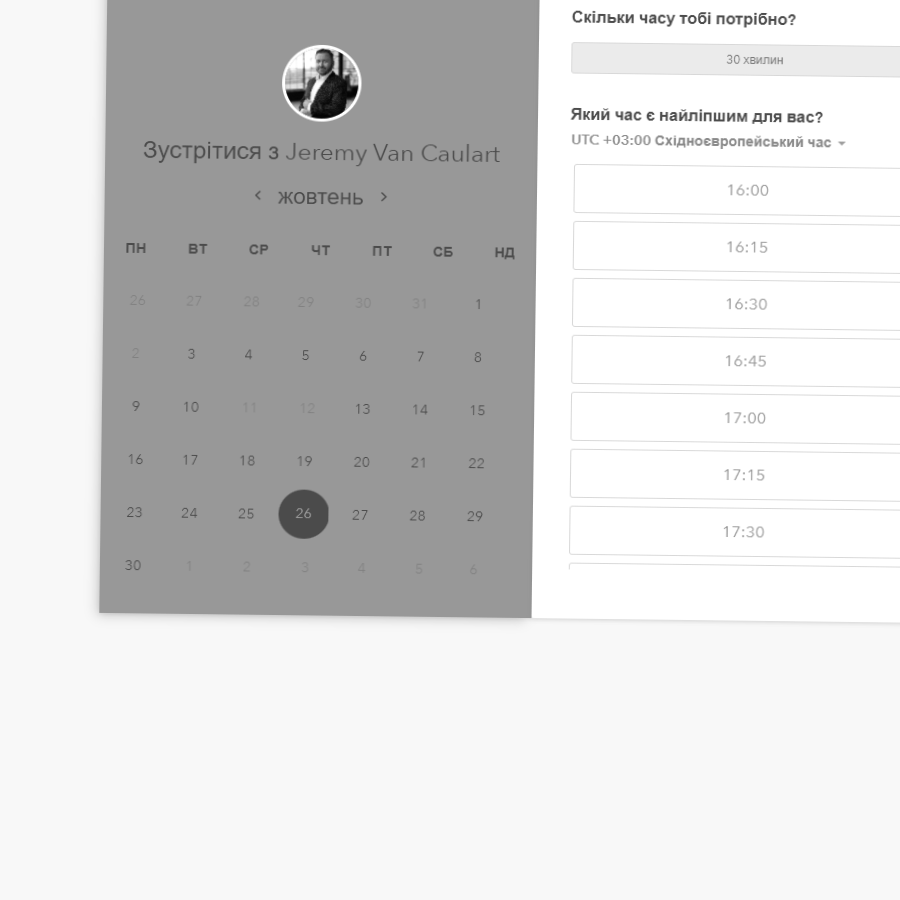 Зустрітися з Jeremy Van Caulart
< жовтень >
ПН ВТ СР ЧТ ПТ СБ НД
26 27 28 29 30 31 1
2 3 4 5 6 7 8
9 10 11 12 13 14 15
16 17 18 19 20 21 22
23 24 25 26 27 28 29
30 1 2 3 4 5 6
Скільки часу тобі потрібно?
30 хвилин
Який час є найліпшим для вас?
UTC +03:00 Східноєвропейський час
16:00
16:15
16:30
16:45
17:00
17:15
17:30